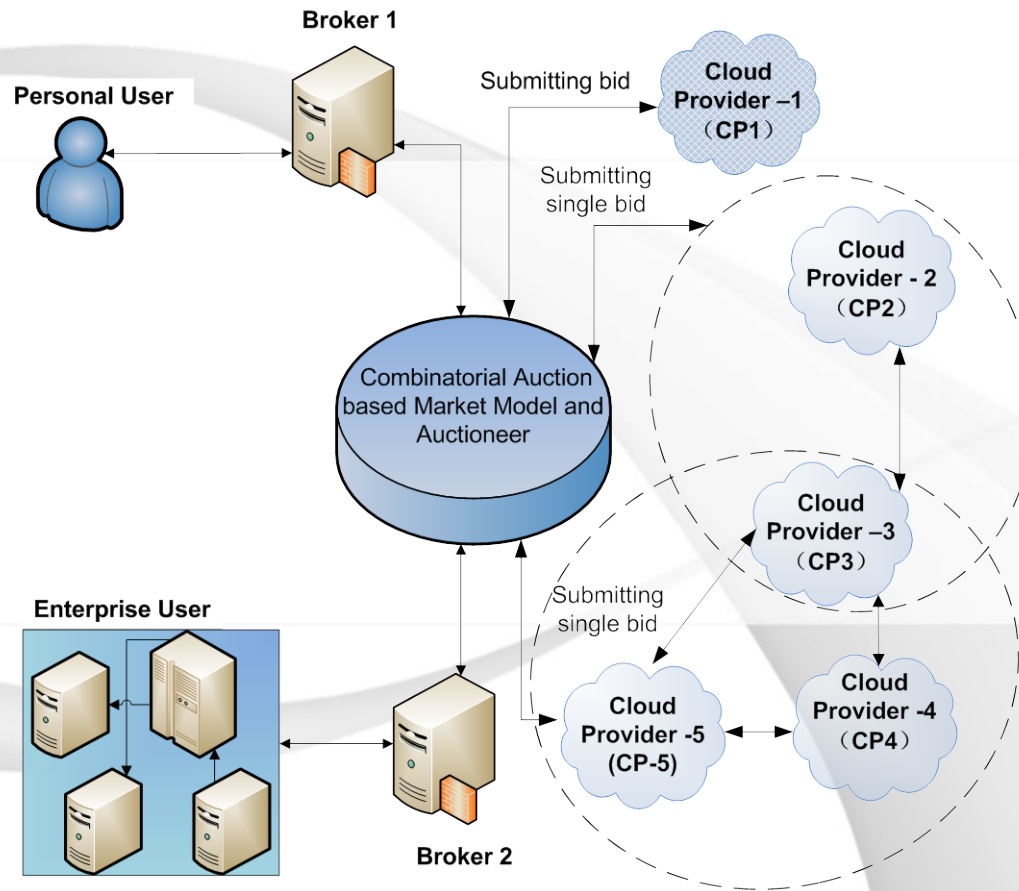 Broker 1
Personal User
Submitting bid
Cloud
Provider –1
（CP1）
Submitting
single bid
Cloud
Provider - 2
（CP2）
Combinatorial Auction
based Market Model and
Auctioneer
Cloud
Provider –3
（CP3）
Enterprise User
Submitting
single bid
Cloud
Provider -5
(CP-5)
Cloud
Provider -4
（CP4）
Broker 2